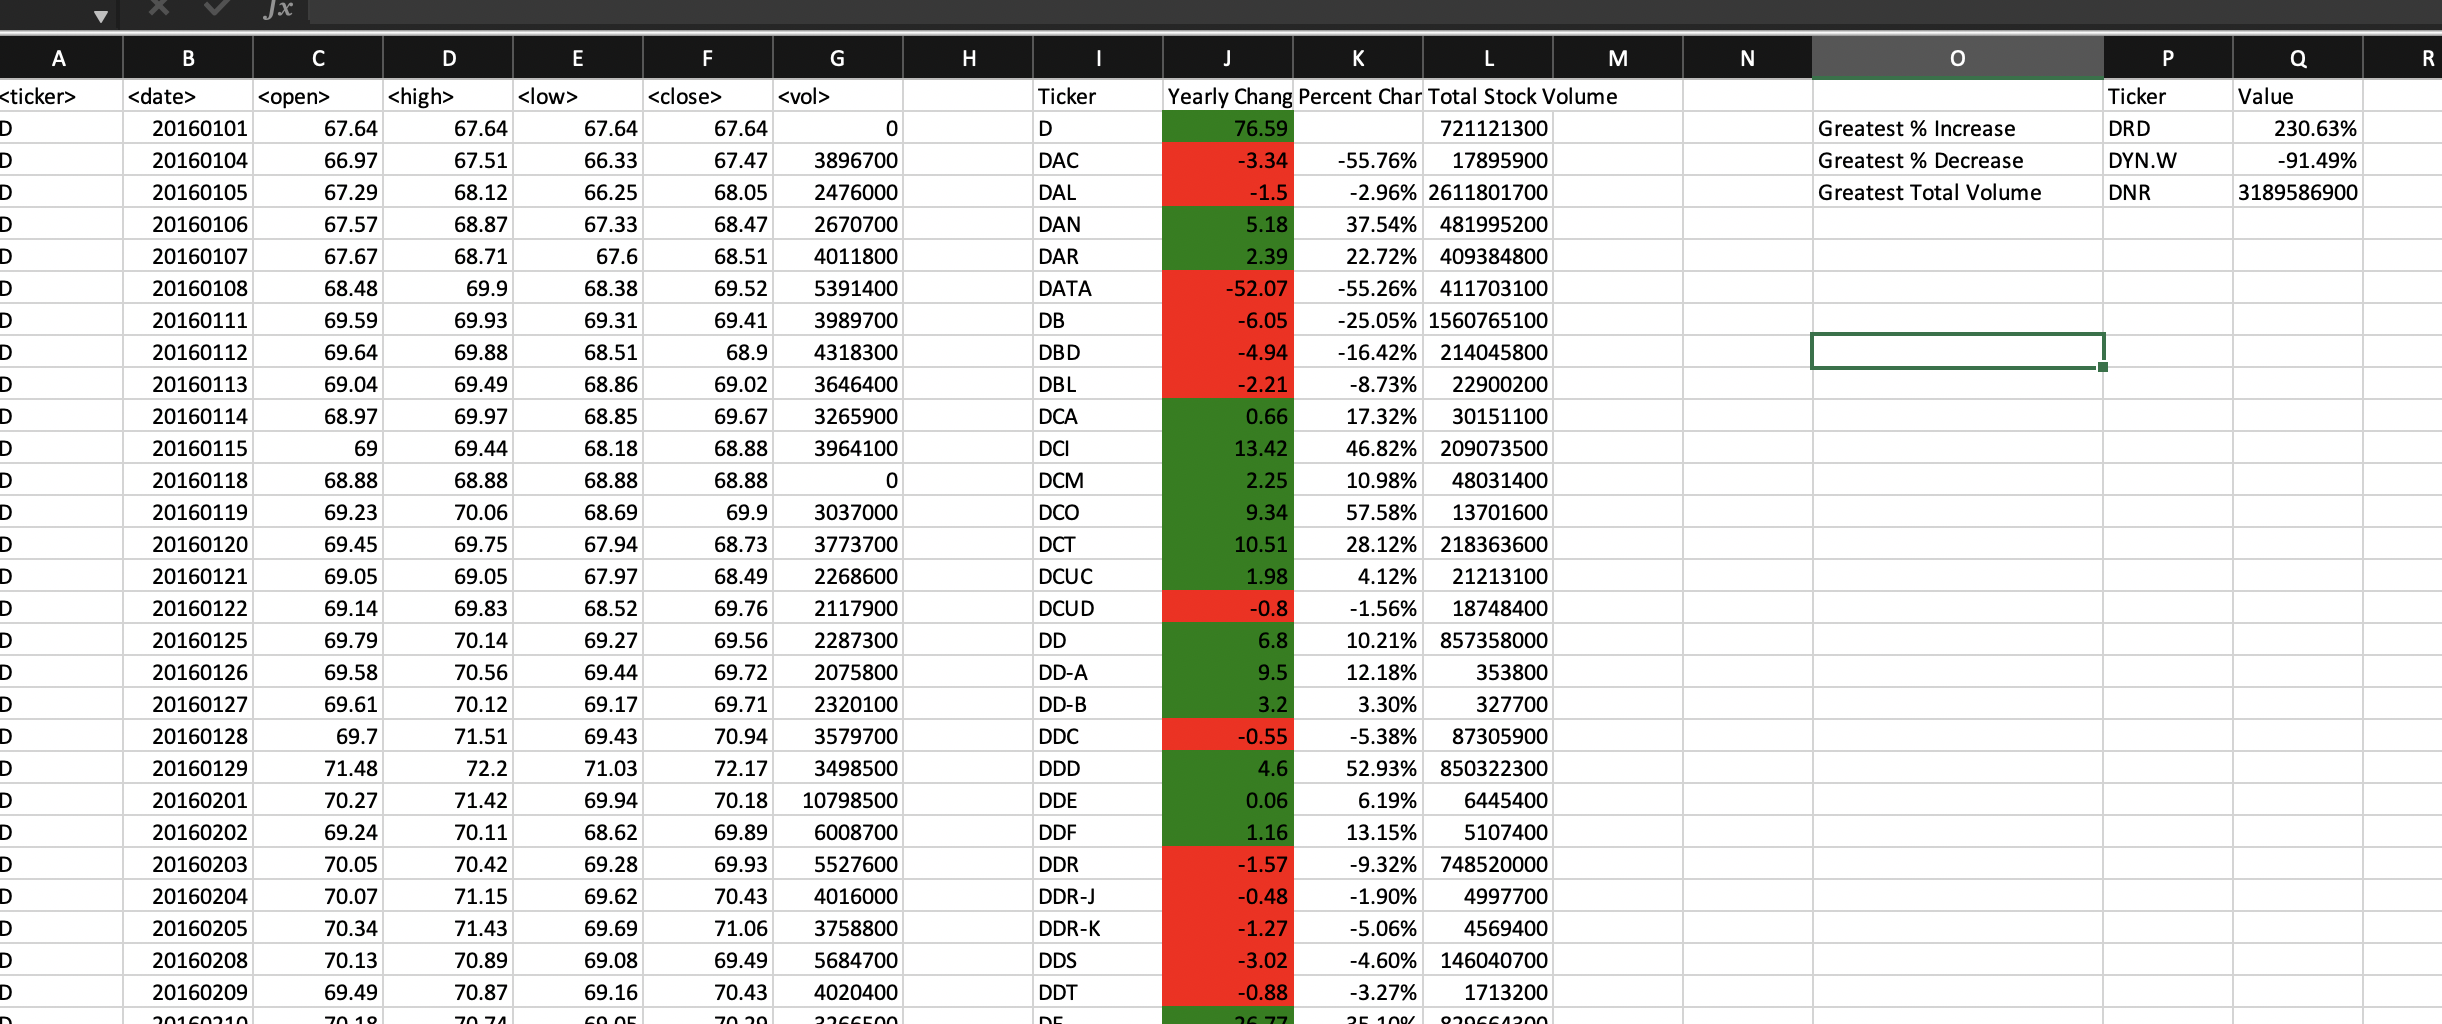 fx
A B C D E F G H I J K L M N O P Q R
<ticker> <date> <open> <high> <low> <close> <vol> Ticker Yearly Chang Percent Char Total Stock Volume Ticker Value
D 20160101 67.64 67.64 67.64 67.64 0 D 76.59 721121300 Greatest % Increase DRD 230.63%
D 20160104 66.97 67.51 66.33 67.47 3896700 DAC -3.34 -55.76% 17895900 Greatest % Decrease DYN.W -91.49%
D 20160105 67.29 68.12 66.25 68.05 2476000 DAL -1.5 -2.96% 2611801700 Greatest Total Volume DNR 3189586900
D 20160106 67.57 68.87 67.33 68.47 2670700 DAN 5.18 37.54% 481995200
D 20160107 67.67 68.71 67.6 68.51 4011800 DAR 2.39 22.72% 409384800
D 20160108 68.48 69.9 68.38 69.52 5391400 DATA -52.07 -55.26% 411703100
D 20160111 69.59 69.93 69.31 69.41 3989700 DB -6.05 -25.05% 1560765100
D 20160112 69.64 69.88 68.51 68.9 4318300 DBD -4.94 -16.42% 214045800
D 20160113 69.04 69.49 68.86 69.02 3646400 DBL -2.21 -8.73% 22900200
D 20160114 68.97 69.97 68.85 69.67 3265900 DCA 0.66 17.32% 30151100
D 20160115 69 69.44 68.18 68.88 3964100 DCI 13.42 46.82% 209073500
D 20160118 68.88 68.88 68.88 68.88 0 DCM 2.25 10.98% 48031400
D 20160119 69.23 70.06 68.69 69.9 3037000 DCO 9.34 57.58% 13701600
D 20160120 69.45 69.75 67.94 68.73 3773700 DCT 10.51 28.12% 218363600
D 20160121 69.05 69.05 67.97 68.49 2268600 DCUC 1.98 4.12% 21213100
D 20160122 69.14 69.83 68.52 69.76 2117900 DCUD -0.8 -1.56% 18748400
D 20160125 69.79 70.14 69.27 69.56 2287300 DD 6.8 10.21% 857358000
D 20160126 69.58 70.56 69.44 69.72 2075800 DD-A 9.5 12.18% 353800
D 20160127 69.61 70.12 69.17 69.71 2320100 DD-B 3.2 3.30% 327700
D 20160128 69.7 71.51 69.43 70.94 3579700 DDC -0.55 -5.38% 87305900
D 20160129 71.48 72.2 71.03 72.17 3498500 DDD 4.6 52.93% 850322300
D 20160201 70.27 71.42 69.94 70.18 10798500 DDE 0.06 6.19% 6445400
D 20160202 69.24 70.11 68.62 69.89 6008700 DDF 1.16 13.15% 5107400
D 20160203 70.05 70.42 69.28 69.93 5527600 DDR -1.57 -9.32% 748520000
D 20160204 70.07 71.15 69.62 70.43 4016000 DDR-J -0.48 -1.90% 4997700
D 20160205 70.34 71.43 69.69 71.06 3758800 DDR-K -1.27 -5.06% 4569400
D 20160208 70.13 70.89 69.08 69.49 5684700 DDS -3.02 -4.60% 146040700
D 20160209 69.49 70.87 69.16 70.43 4020400 DDT -0.88 -3.27% 1713200
D 20160210 70.18 70.74 69.05 70.29 3266500 DE 26.77 35.10% 829664300